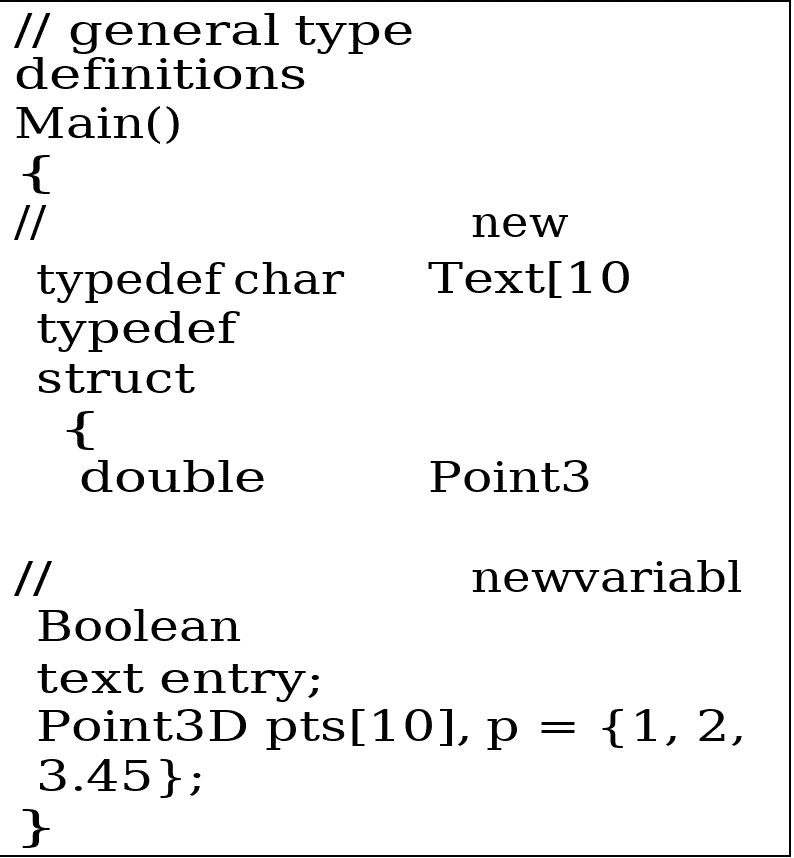 // general type
definitions
Main()
{
// new
typedef char Text[10
typedef
struct
{
double Point3
// newvariabl
Boolean
text entry;
Point3D pts[10], p = {1, 2,
3.45};
}